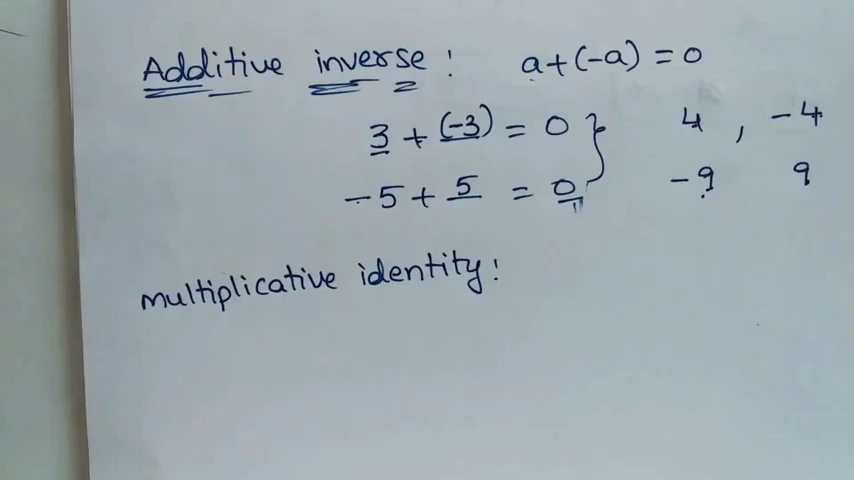 Additive inverse : a+(-a) = 0
3 + (-3) = 0 } 4 , -4
-5 + 5 = 0 -9 9
multiplicative identity :